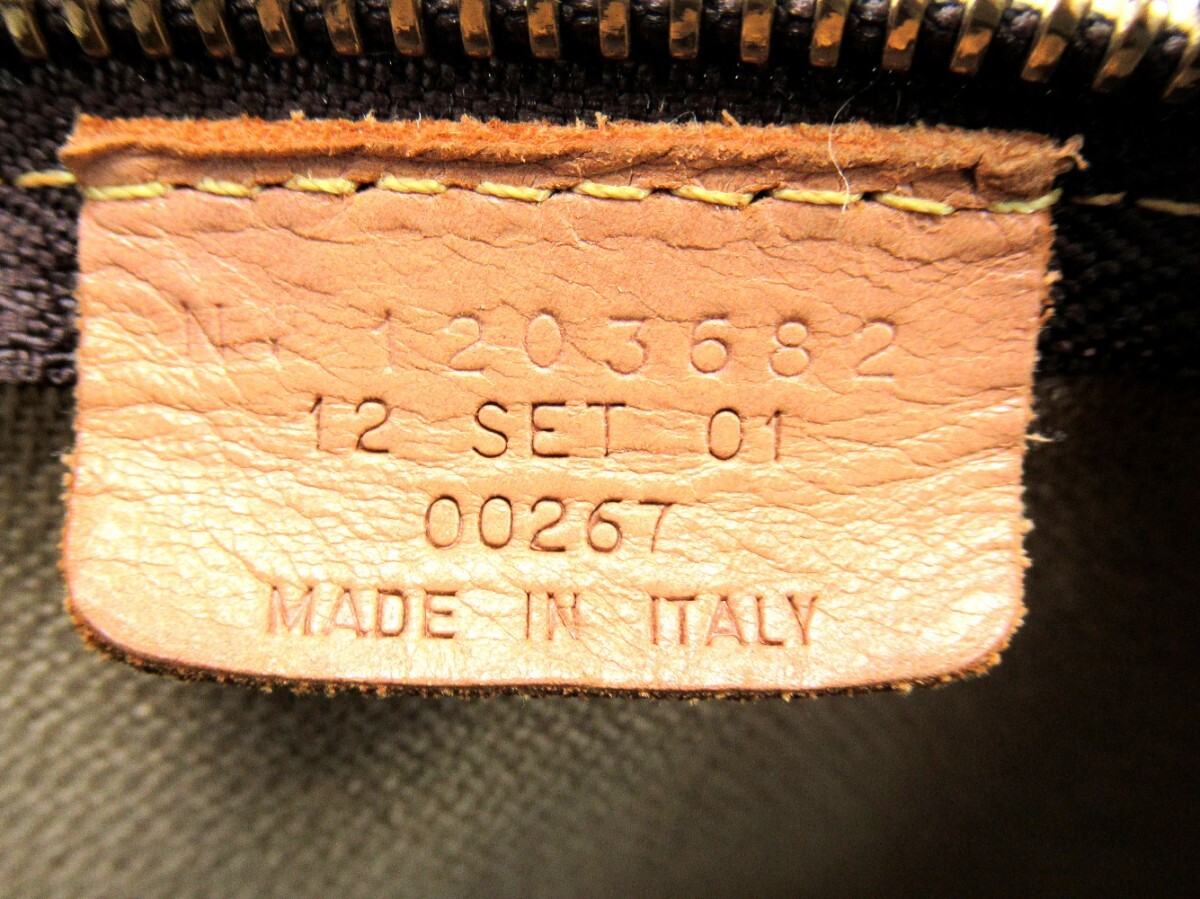 N. 1203682
12 SET 01
00267
MADE IN ITALY